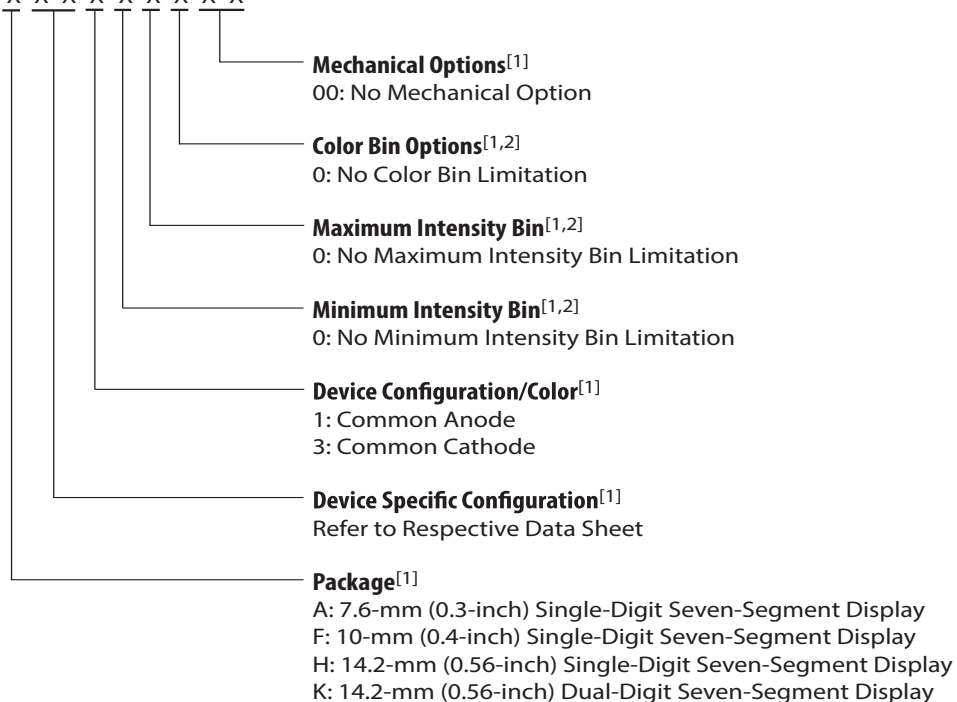 Mechanical Options[1]
00: No Mechanical Option
Color Bin Options[1,2]
0: No Color Bin Limitation
Maximum Intensity Bin[1,2]
0: No Maximum Intensity Bin Limitation
Minimum Intensity Bin[1,2]
0: No Minimum Intensity Bin Limitation
Device Configuration/Color[1]
1: Common Anode
3: Common Cathode
Device Specific Configuration[1]
Refer to Respective Data Sheet
Package[1]
A: 7.6-mm (0.3-inch) Single-Digit Seven-Segment Display
F: 10-mm (0.4-inch) Single-Digit Seven-Segment Display
H: 14.2-mm (0.56-inch) Single-Digit Seven-Segment Display
K: 14.2-mm (0.56-inch) Dual-Digit Seven-Segment Display